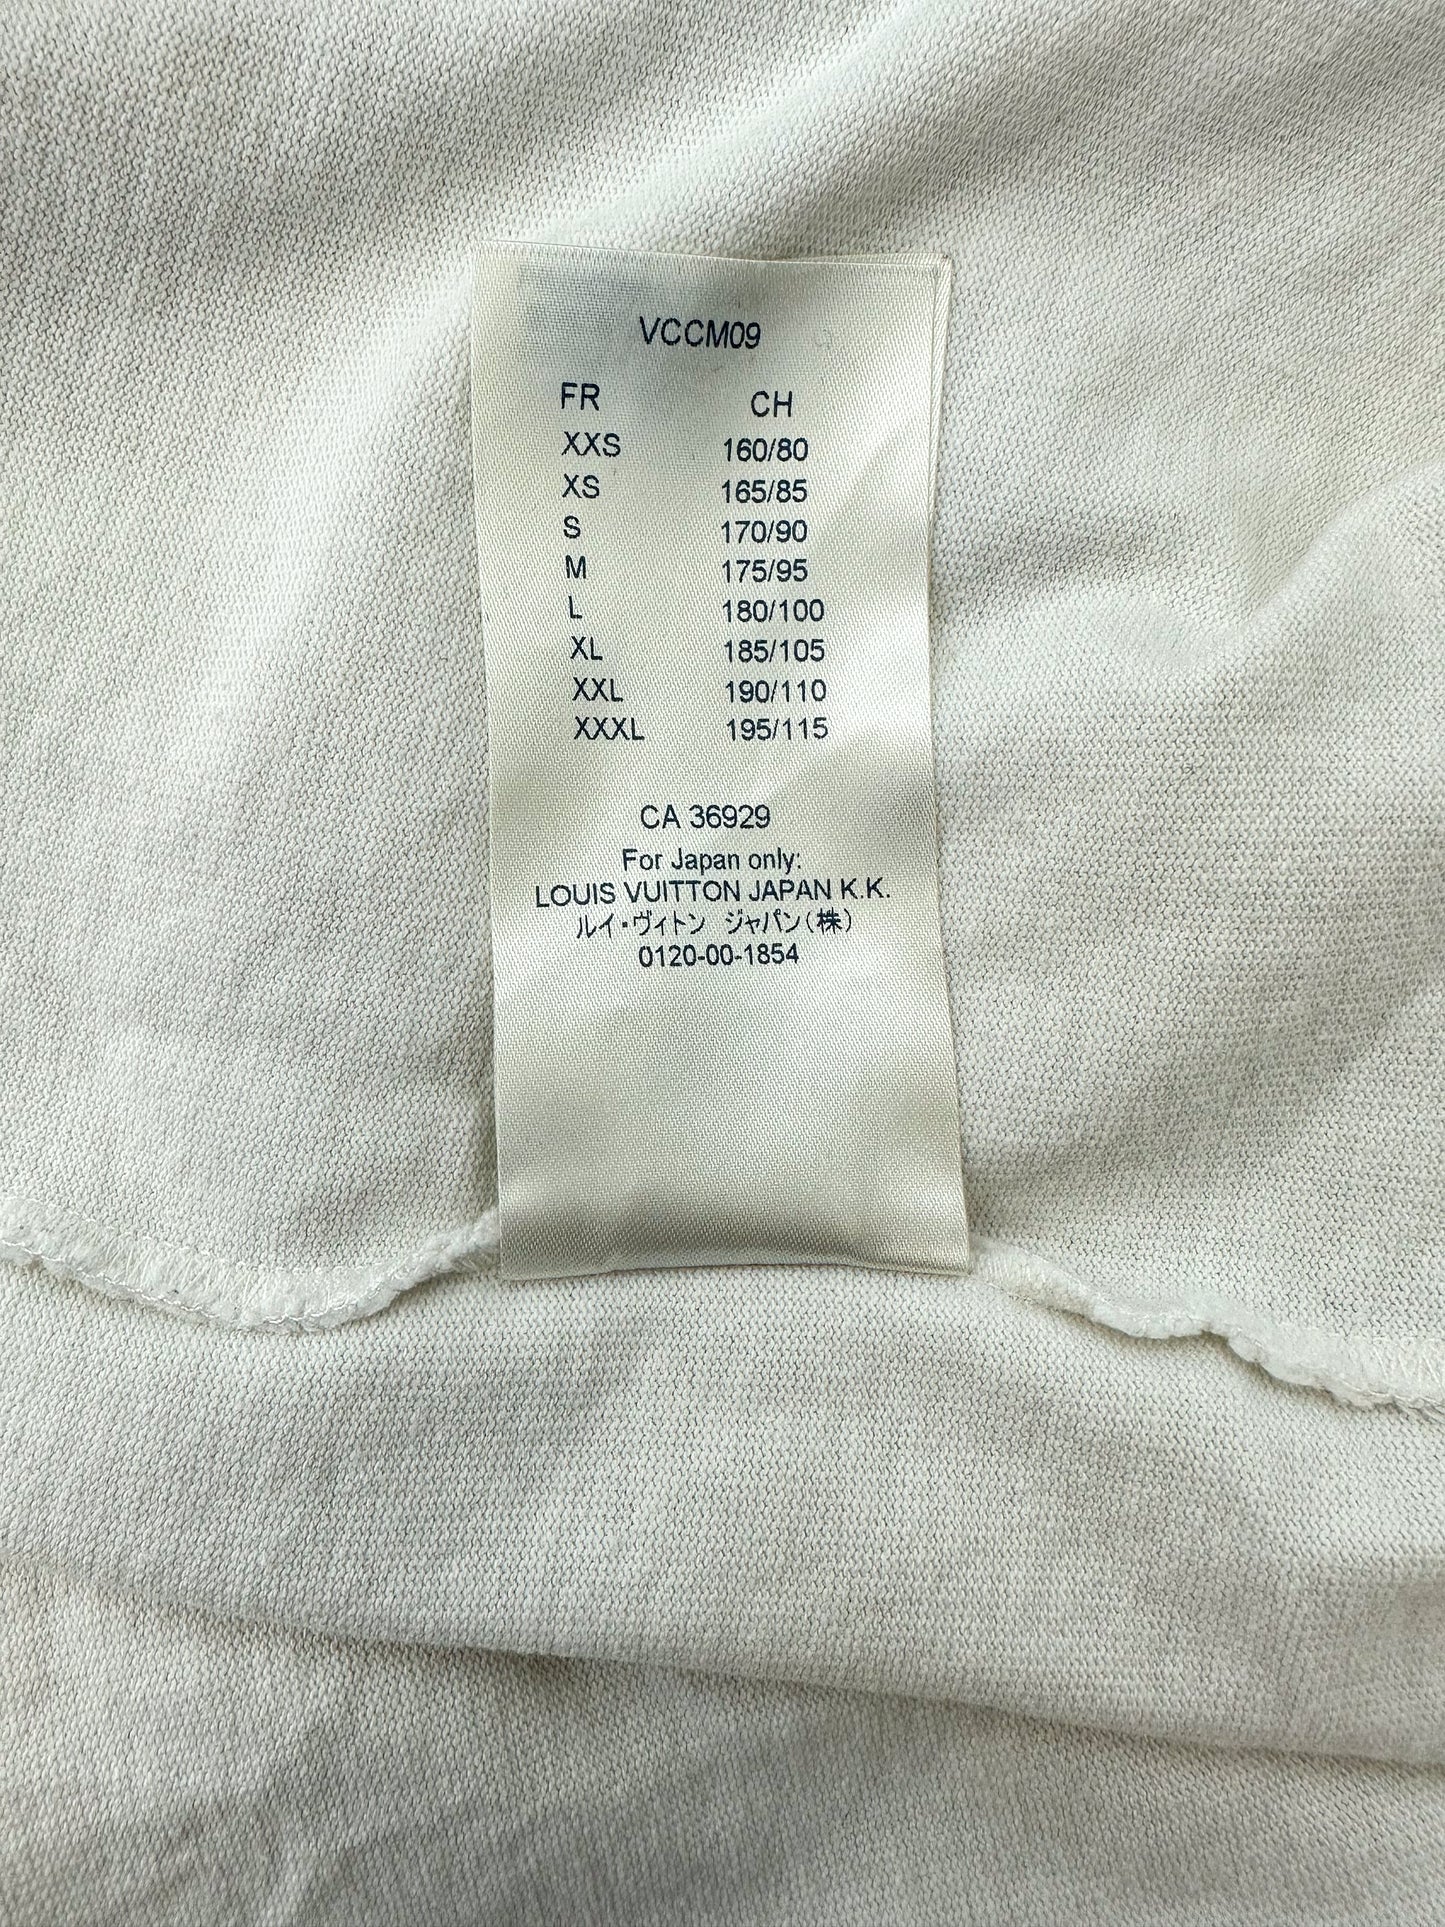 VCCM09
FR CH
XXS 160/80
XS 165/85
S 170/90
M 175/95
L 180/100
XL 185/105
XXL 190/110
XXXL 195/115
CA 36929
For Japan only:
LOUIS VUITTON JAPAN K.K.
ルイ・ヴィトン ジャパン(株)
0120-00-1854